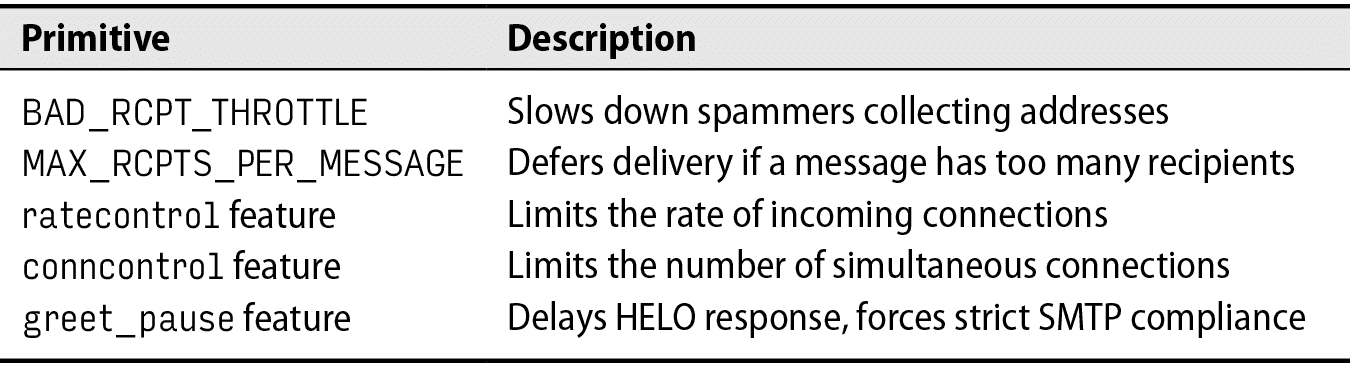 Primitive Description
BAD_RCPT_THROTTLE Slows down spammers collecting addresses
MAX_RCPTS_PER_MESSAGE Defers delivery if a message has too many recipients
ratecontrol feature Limits the rate of incoming connections
conncontrol feature Limits the number of simultaneous connections
greet_pause feature Delays HELO response, forces strict SMTP compliance